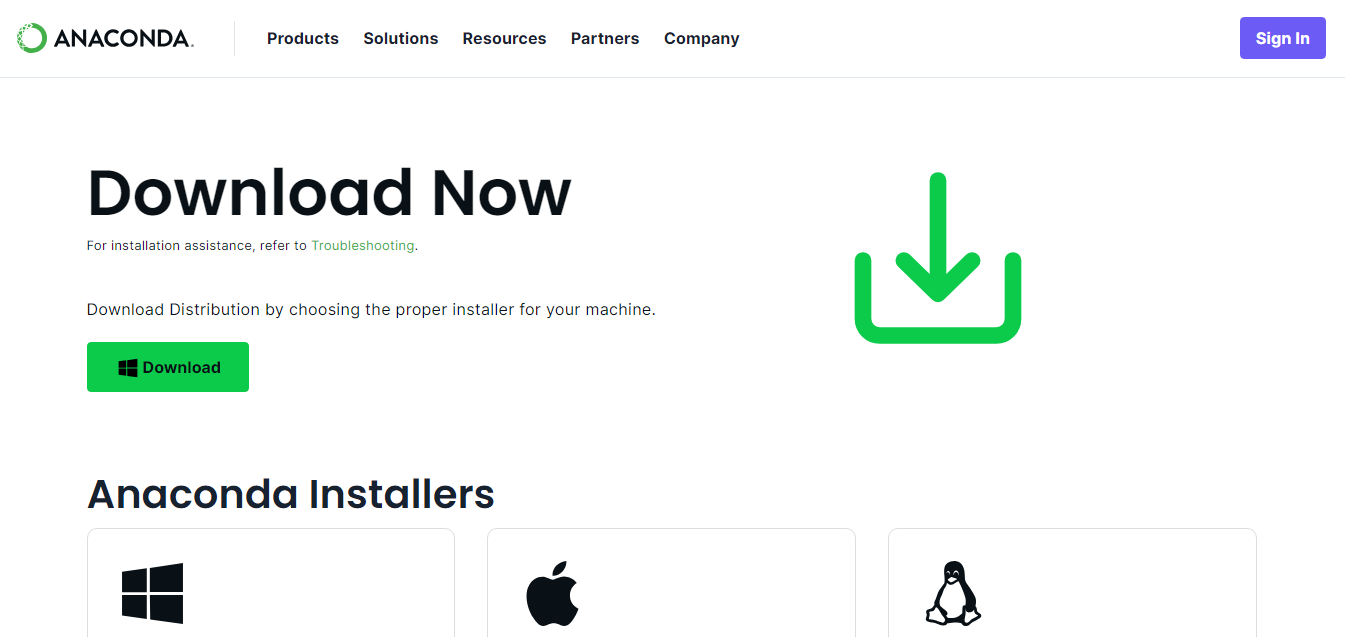 ANACONDA.
Products
Solutions
Resources
Partners
Company
Sign In
Download Now
For installation assistance, refer to Troubleshooting.
Download Distribution by choosing the proper installer for your machine.
Download
Anaconda Installers